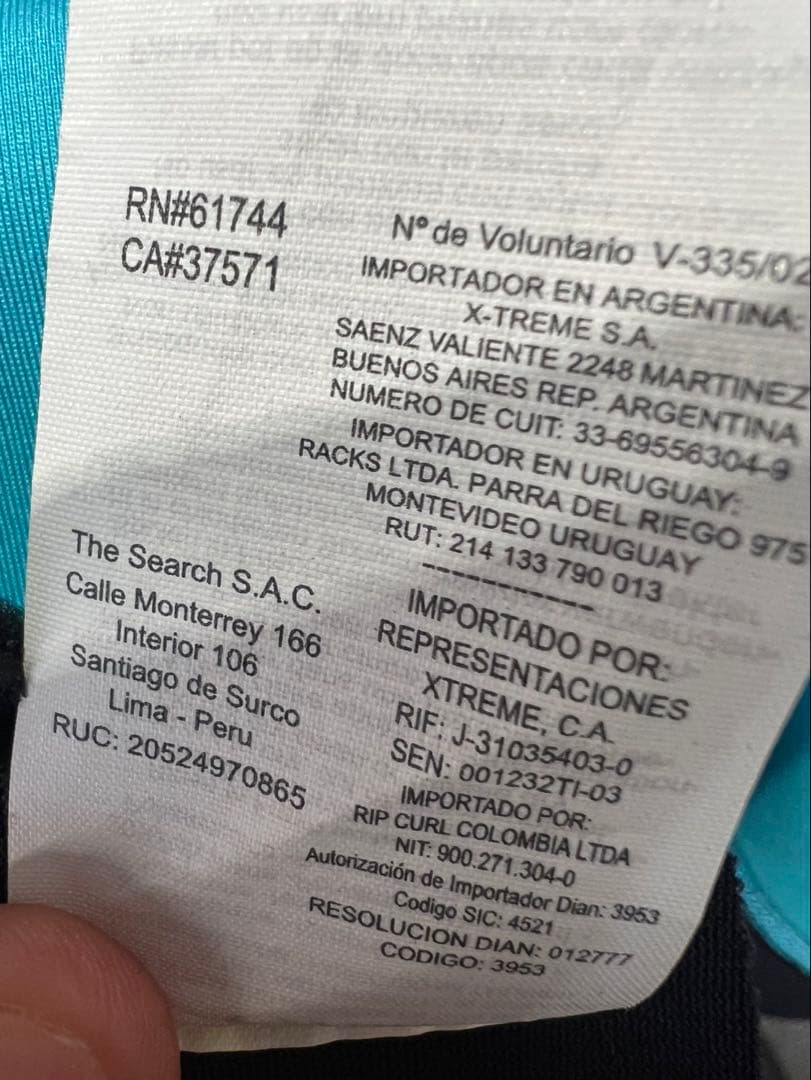 RN#61744
CA#37571
Nº de Voluntario V-335/02
IMPORTADOR EN ARGENTINA:
X-TREME S.A.
SAENZ VALIENTE 2248 MARTINEZ
BUENOS AIRES REP. ARGENTINA
NUMERO DE CUIT: 33-69556304-9
IMPORTADOR EN URUGUAY:
RACKS LTDA. PARRA DEL RIEGO 975
MONTEVIDEO URUGUAY
RUT: 214 133 790 013
-----------
The Search S.A.C.
Calle Monterrey 166
Interior 106
Santiago de Surco
Lima - Peru
RUC: 20524970865
IMPORTADO POR:
REPRESENTACIONES
XTREME, C.A.
RIF: J-31035403-0
SEN: 001232TI-03
IMPORTADO POR:
RIP CURL COLOMBIA LTDA
NIT: 900.271.304-0
Autorización de Importador Dian: 3953
Codigo SIC: 4521
RESOLUCION DIAN: 012777
CODIGO: 3953